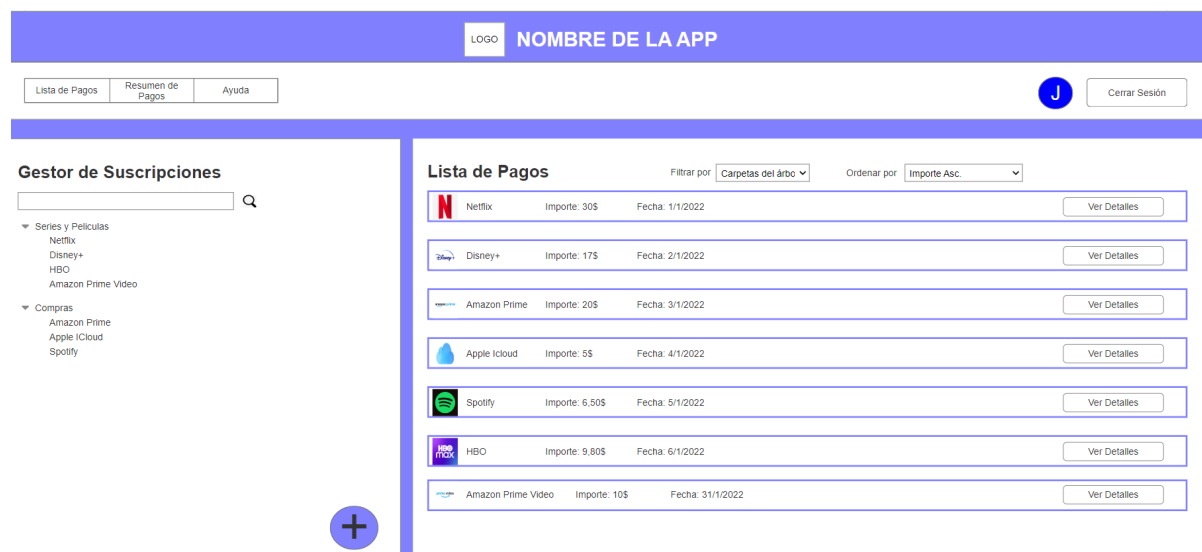 LOGO
NOMBRE DE LA APP
Lista de Pagos
Resumen de
Pagos
Ayuda
J
Cerrar Sesión
Gestor de Suscripciones
Series y Peliculas
Netflix
Disney+
HBO
Amazon Prime Video
Compras
Amazon Prime
Apple ICloud
Spotify
+
Lista de Pagos
Filtrar por
Carpetas del árbo
Ordenar por
Importe Asc.
N Netflix Importe: 30$ Fecha: 1/1/2022 Ver Detalles
Disney+ Disney+ Importe: 17$ Fecha: 2/1/2022 Ver Detalles
Amazon Prime Importe: 20$ Fecha: 3/1/2022 Ver Detalles
Apple Icloud Importe: 5$ Fecha: 4/1/2022 Ver Detalles
Spotify Importe: 6,50$ Fecha: 5/1/2022 Ver Detalles
HBO
max
HBO Importe: 9,80$ Fecha: 6/1/2022 Ver Detalles
Amazon Prime Video Importe: 10$ Fecha: 31/1/2022 Ver Detalles